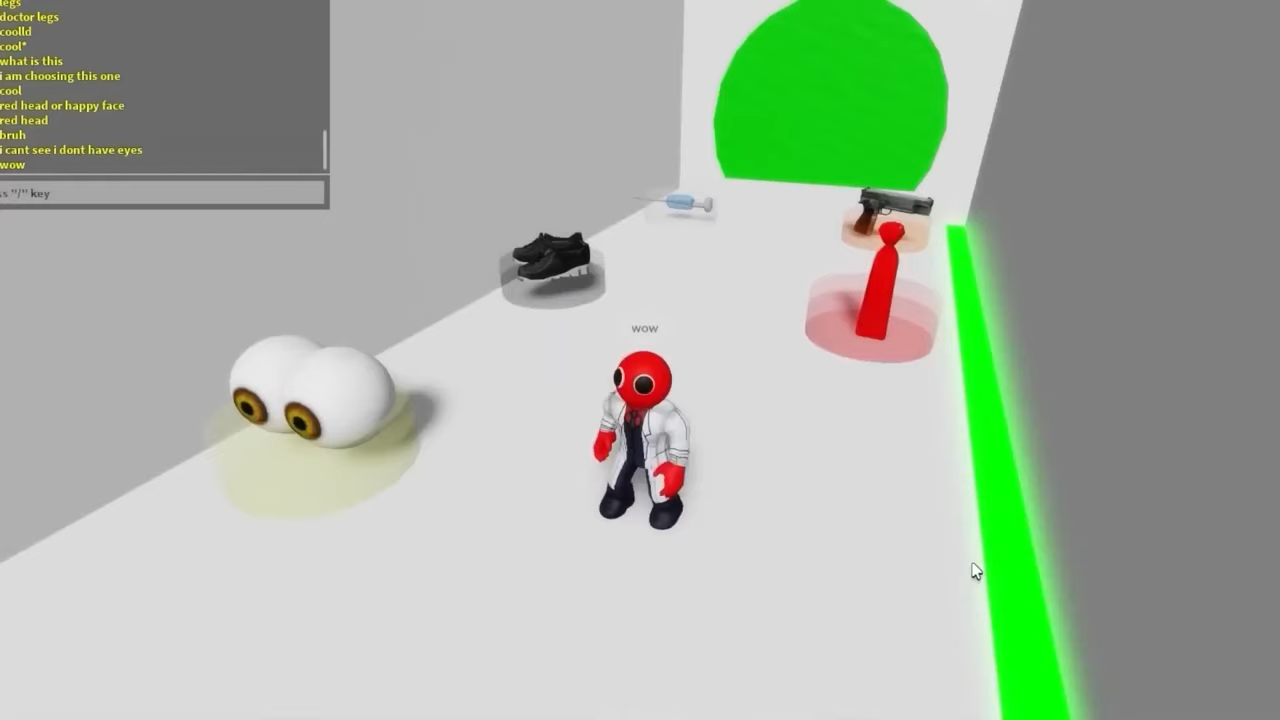 legs
doctor legs
coolld
cool*
what is this
i am choosing this one
cool
red head or happy face
red head
bruh
i cant see i dont have eyes
wow
"/" key
wow